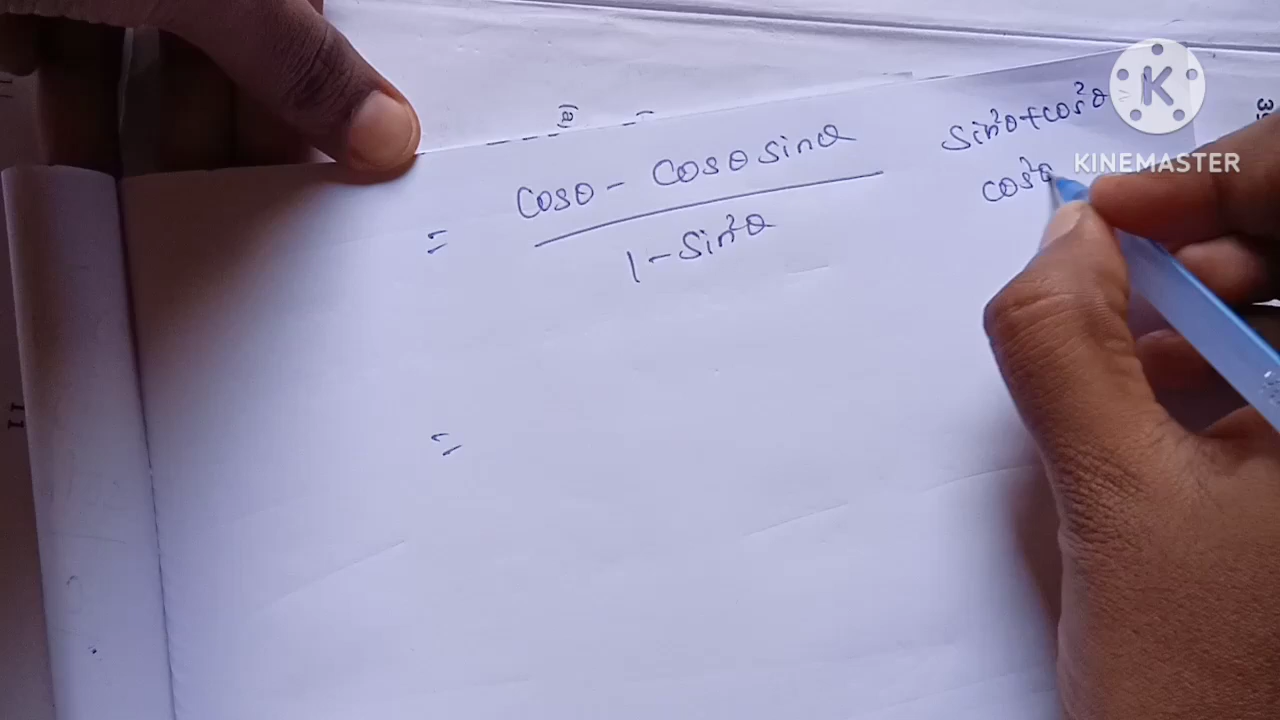 (a)
= cosθ - cosθ sinθ
1 - sin²θ
=
sin²θ + cos²θ
cos²θ
K
KINEMASTER